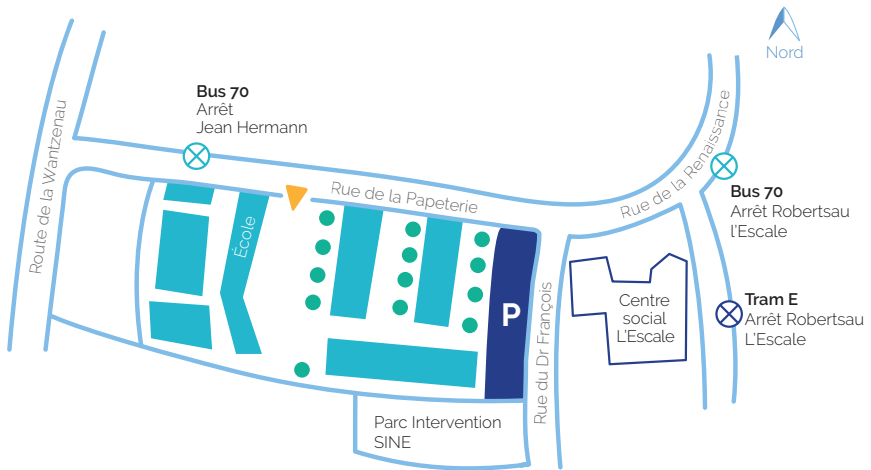 Nord
Bus 70
Arrêt
Jean Hermann
Route de la Wantzenau
Rue de la Papeterie
Rue de la Renaissance
Bus 70
Arrêt Robertsau
l'Escale
École
P
Rue du Dr François
Centre
social
L'Escale
Tram E
Arrêt Robertsau
L'Escale
Parc Intervention
SINE